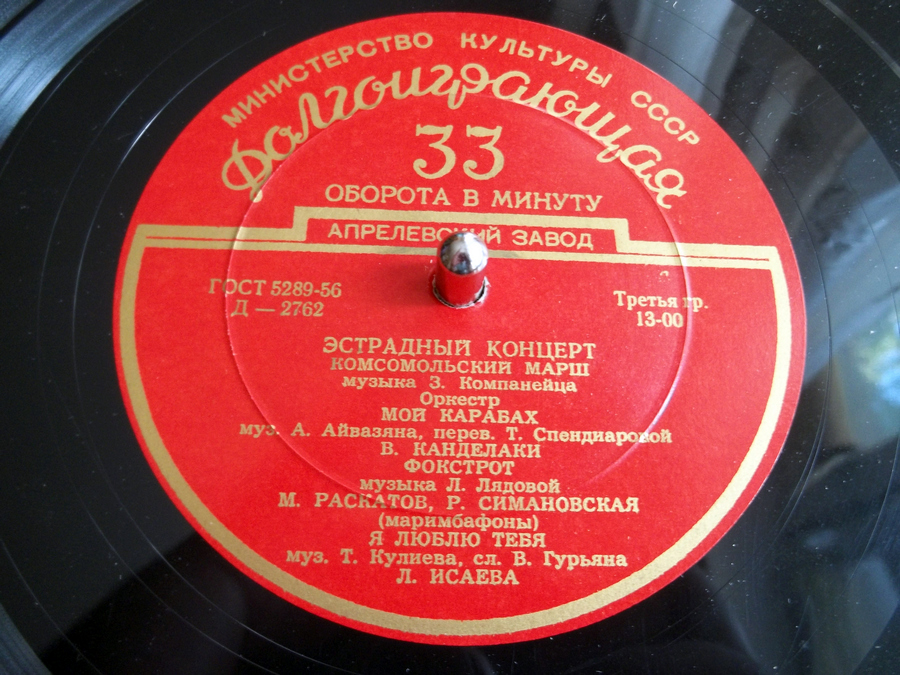 МИНИСТЕРСТВО КУЛЬТУРЫ СССР
Долгоиграющая
33
ОБОРОТА В МИНУТУ
АПРЕЛЕВСКИЙ ЗАВОД
ГОСТ 5289-56
Д — 2762
Третья гр.
13-00
ЭСТРАДНЫЙ КОНЦЕРТ
КОМСОМОЛЬСКИЙ МАРШ
музыка З. Компанейца
Оркестр
МОЙ КАРАБАХ
муз. А. Айвазяна, перев. Т. Спендиаровой
В. КАНДЕЛАКИ
ФОКСТРОТ
музыка Л. Лядовой
М. РАСКАТОВ, Р. СИМАНОВСКАЯ
(маримбафоны)
Я ЛЮБЛЮ ТЕБЯ
муз. Т. Кулиева, сл. В. Гурьяна
Л. ИСАЕВА